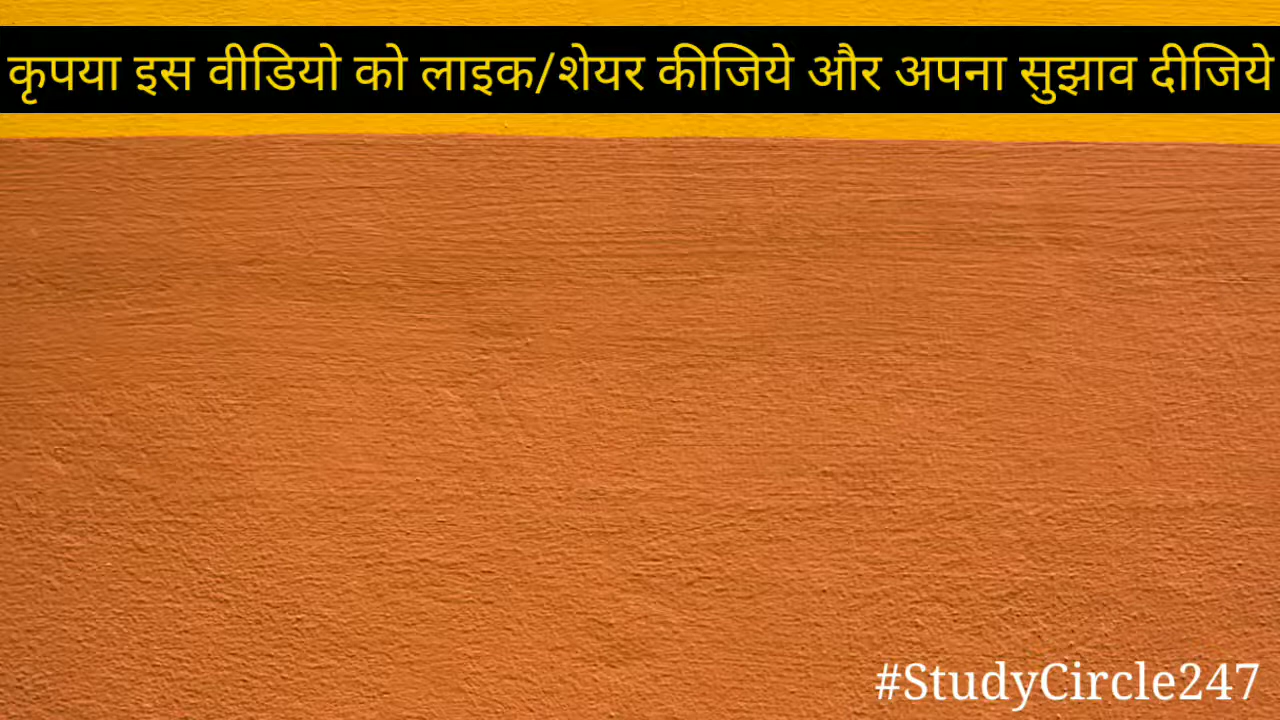 कृपया इस वीडियो को लाइक/शेयर कीजिये और अपना सुझाव दीजिये
#StudyCircle247